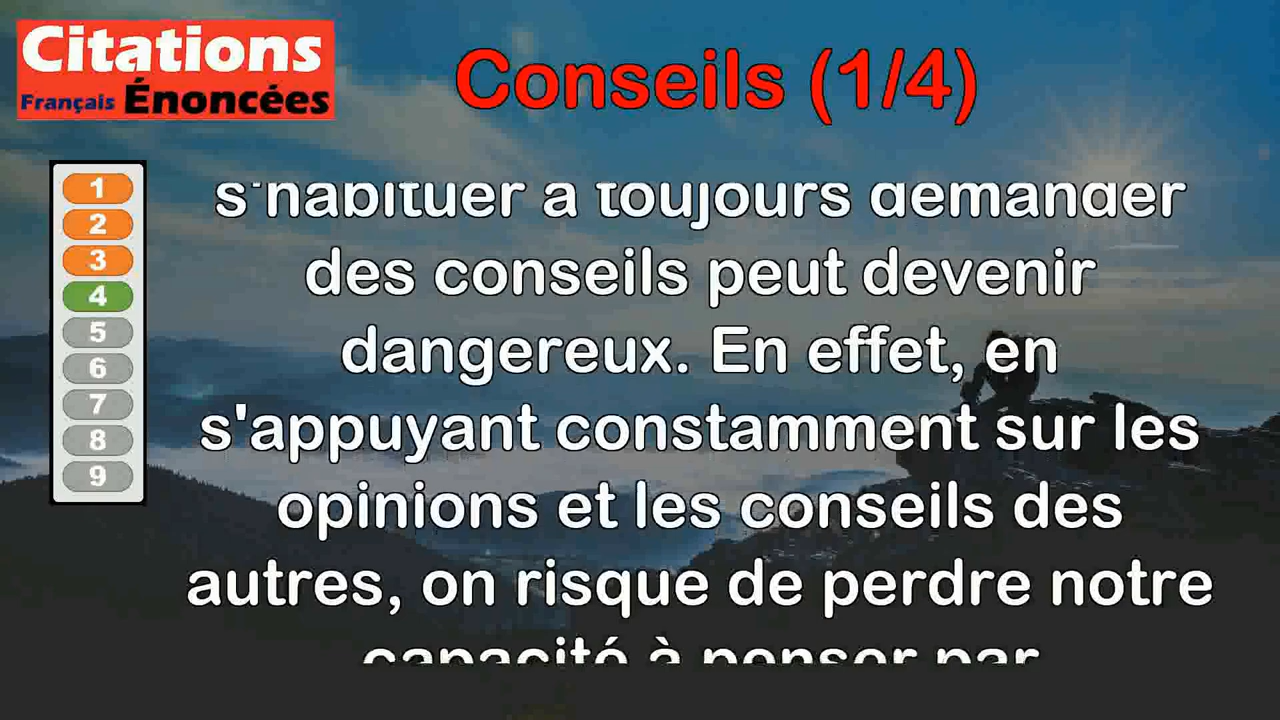 Citations
Français Énoncées
Conseils (1/4)
1
2
3
4
5
6
7
8
9
s'habituer à toujours demander
des conseils peut devenir
dangereux. En effet, en
s'appuyant constamment sur les
opinions et les conseils des
autres, on risque de perdre notre
capacité à penser par